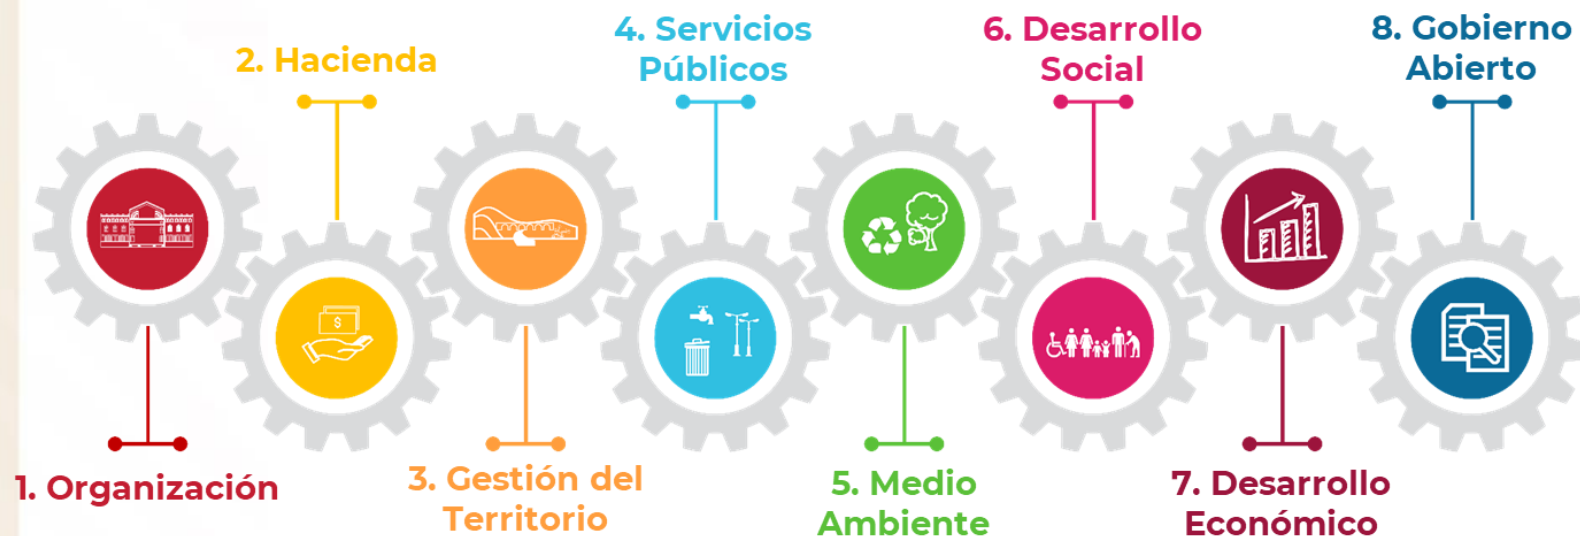 1. Organización
2. Hacienda
3. Gestión del
Territorio
4. Servicios
Públicos
5. Medio
Ambiente
6. Desarrollo
Social
7. Desarrollo
Económico
8. Gobierno
Abierto
$